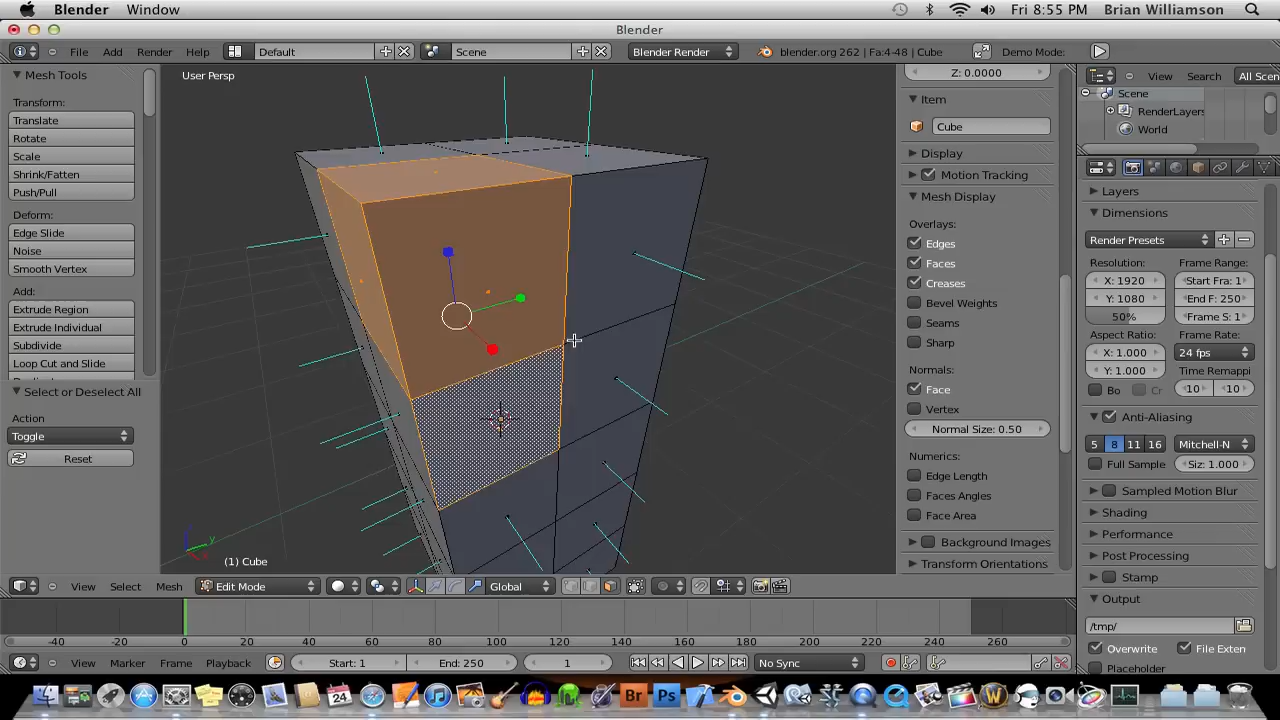 Blender Window Fri 8:55 PM Brian Williamson
Blender
File Add Render Help Default Scene Blender Render blender.org 262 | Fa:4-48 | Cube Demo Mode:
Mesh Tools
Transform:
Translate
Rotate
Scale
Shrink/Fatten
Push/Pull
Deform:
Edge Slide
Noise
Smooth Vertex
Add:
Extrude Region
Extrude Individual
Subdivide
Loop Cut and Slide
Select or Deselect All
Action
Toggle
Reset
User Persp
(1) Cube
Z: 0.0000
Item
Cube
Display
Motion Tracking
Mesh Display
Overlays:
Edges
Faces
Creases
Bevel Weights
Seams
Sharp
Normals:
Face
Vertex
Normal Size: 0.50
Numerics:
Edge Length
Faces Angles
Face Area
Background Images
Transform Orientations
View Search All Scen
Scene
RenderLayers
World
Layers
Dimensions
Render Presets
Resolution: Frame Range:
X: 1920 Start Fra: 1
Y: 1080 End F: 250
50% Frame S: 1
Aspect Ratio: Frame Rate:
X: 1.000 24 fps
Y: 1.000 Time Remappi
Bo Cr 10 10
Anti-Aliasing
5 8 11 16 Mitchell-N
Full Sample Siz: 1.000
Sampled Motion Blur
Shading
Performance
Post Processing
Stamp
Output
/tmp/
Overwrite File Exten
Placeholder
View Select Mesh Edit Mode Global
-40 -20 0 20 40 60 80 100 120 140 160 180 200 220 240 260
View Marker Frame Playback Start: 1 End: 250 1 No Sync
24 Br Ps W